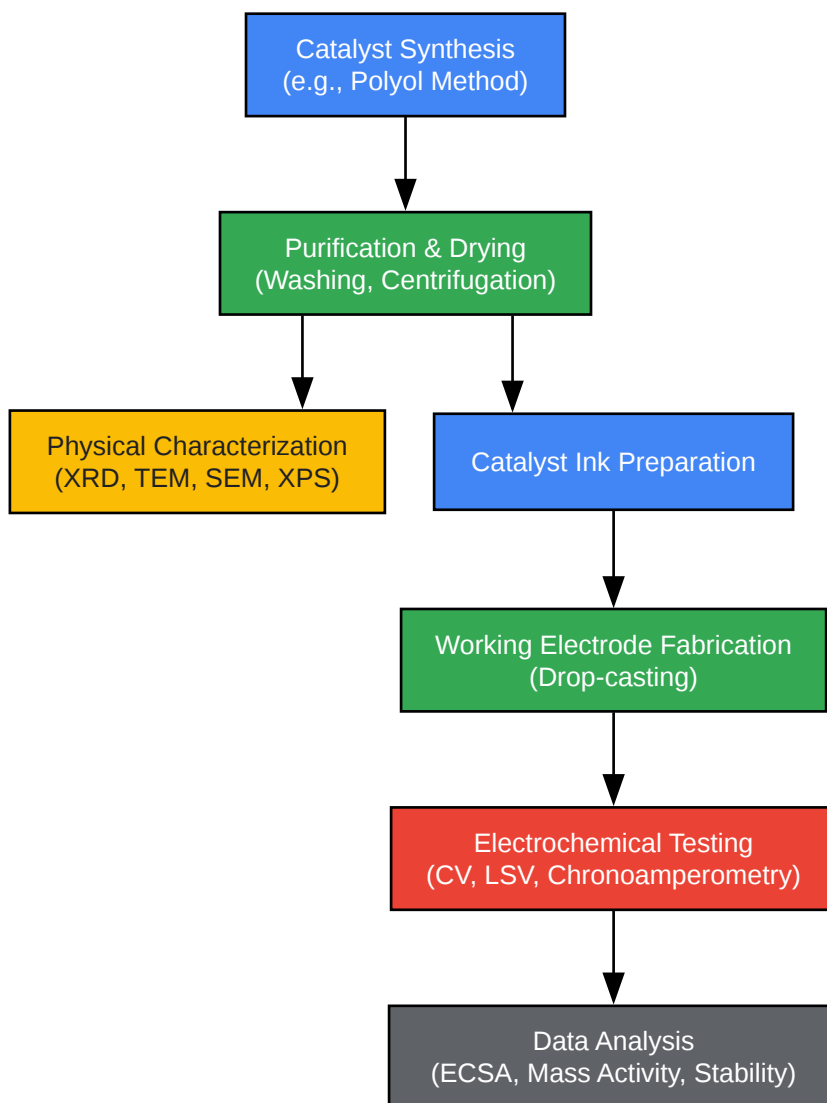 Catalyst Synthesis
(e.g., Polyol Method)
Purification & Drying
(Washing, Centrifugation)
Physical Characterization
(XRD, TEM, SEM, XPS)
Catalyst Ink Preparation
Working Electrode Fabrication
(Drop-casting)
Electrochemical Testing
(CV, LSV, Chronoamperometry)
Data Analysis
(ECSA, Mass Activity, Stability)